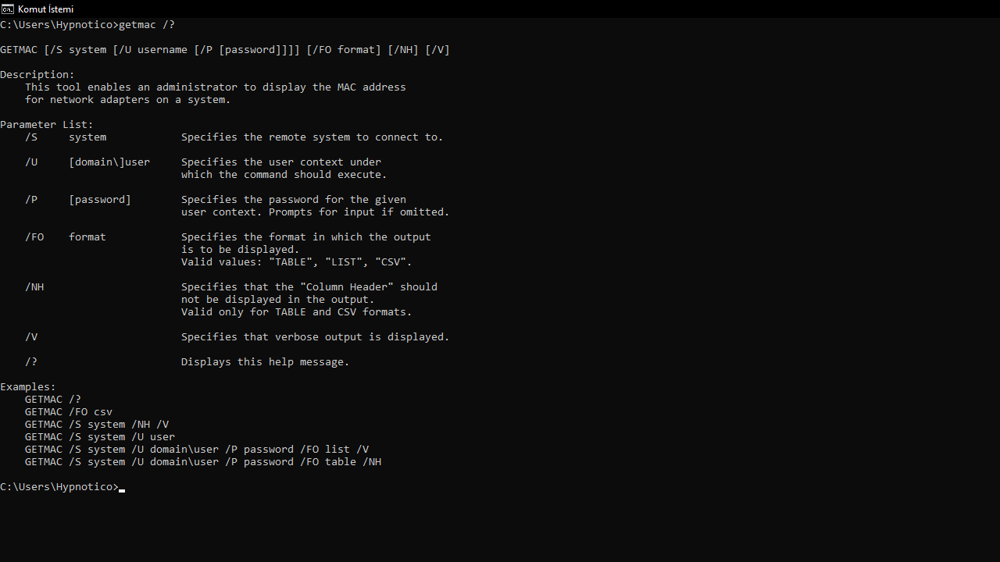 Komut İstemi
C:\Users\Hypnotico>getmac /?
GETMAC [/S system [/U username [/P [password]]]] [/FO format] [/NH] [/V]
Description:
    This tool enables an administrator to display the MAC address
    for network adapters on a system.
Parameter List:
    /S     system            Specifies the remote system to connect to.
    /U     [domain\]user     Specifies the user context under
                             which the command should execute.
    /P     [password]        Specifies the password for the given
                             user context. Prompts for input if omitted.
    /FO    format            Specifies the format in which the output
                             is to be displayed.
                             Valid values: "TABLE", "LIST", "CSV".
    /NH                      Specifies that the "Column Header" should
                             not be displayed in the output.
                             Valid only for TABLE and CSV formats.
    /V                       Specifies that verbose output is displayed.
    /?                       Displays this help message.
Examples:
    GETMAC /?
    GETMAC /FO csv
    GETMAC /S system /NH /V
    GETMAC /S system /U user
    GETMAC /S system /U domain\user /P password /FO list /V
    GETMAC /S system /U domain\user /P password /FO table /NH
C:\Users\Hypnotico>